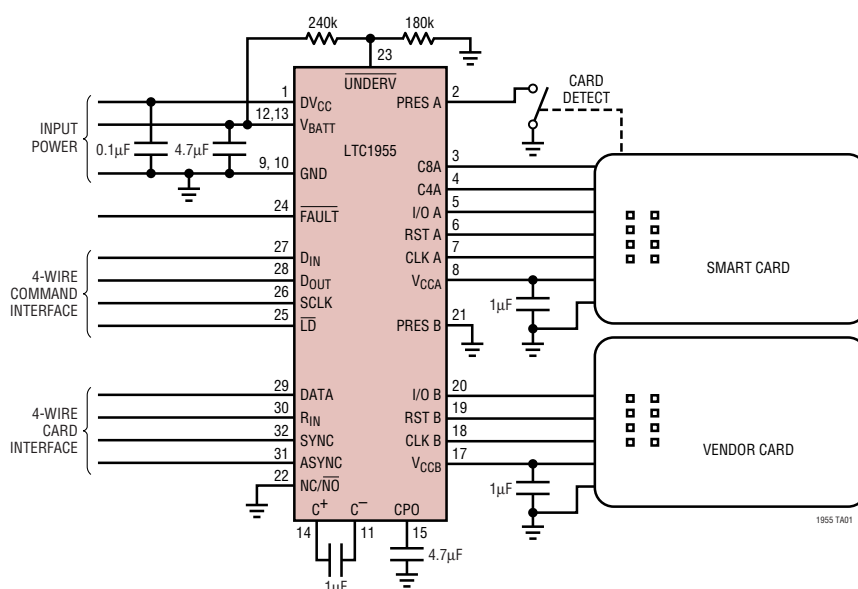 240k
180k
23
UNDERV
1
DVCC
2
PRES A
CARD
DETECT
12,13
VBATT
INPUT
POWER
0.1µF
4.7µF
LTC1955
9, 10
GND
3
C8A
4
C4A
24
FAULT
5
I/O A
6
RST A
27
DIN
7
CLK A
28
DOUT
8
VCCA
SMART CARD
4-WIRE
COMMAND
INTERFACE
26
SCLK
1µF
25
LD
21
PRES B
29
DATA
20
I/O B
30
RIN
19
RST B
4-WIRE
CARD
INTERFACE
32
SYNC
18
CLK B
VENDOR CARD
31
ASYNC
17
VCCB
22
NC/NO
1µF
C+
C–
CPO
14
11
15
1µF
4.7µF
1955 TA01